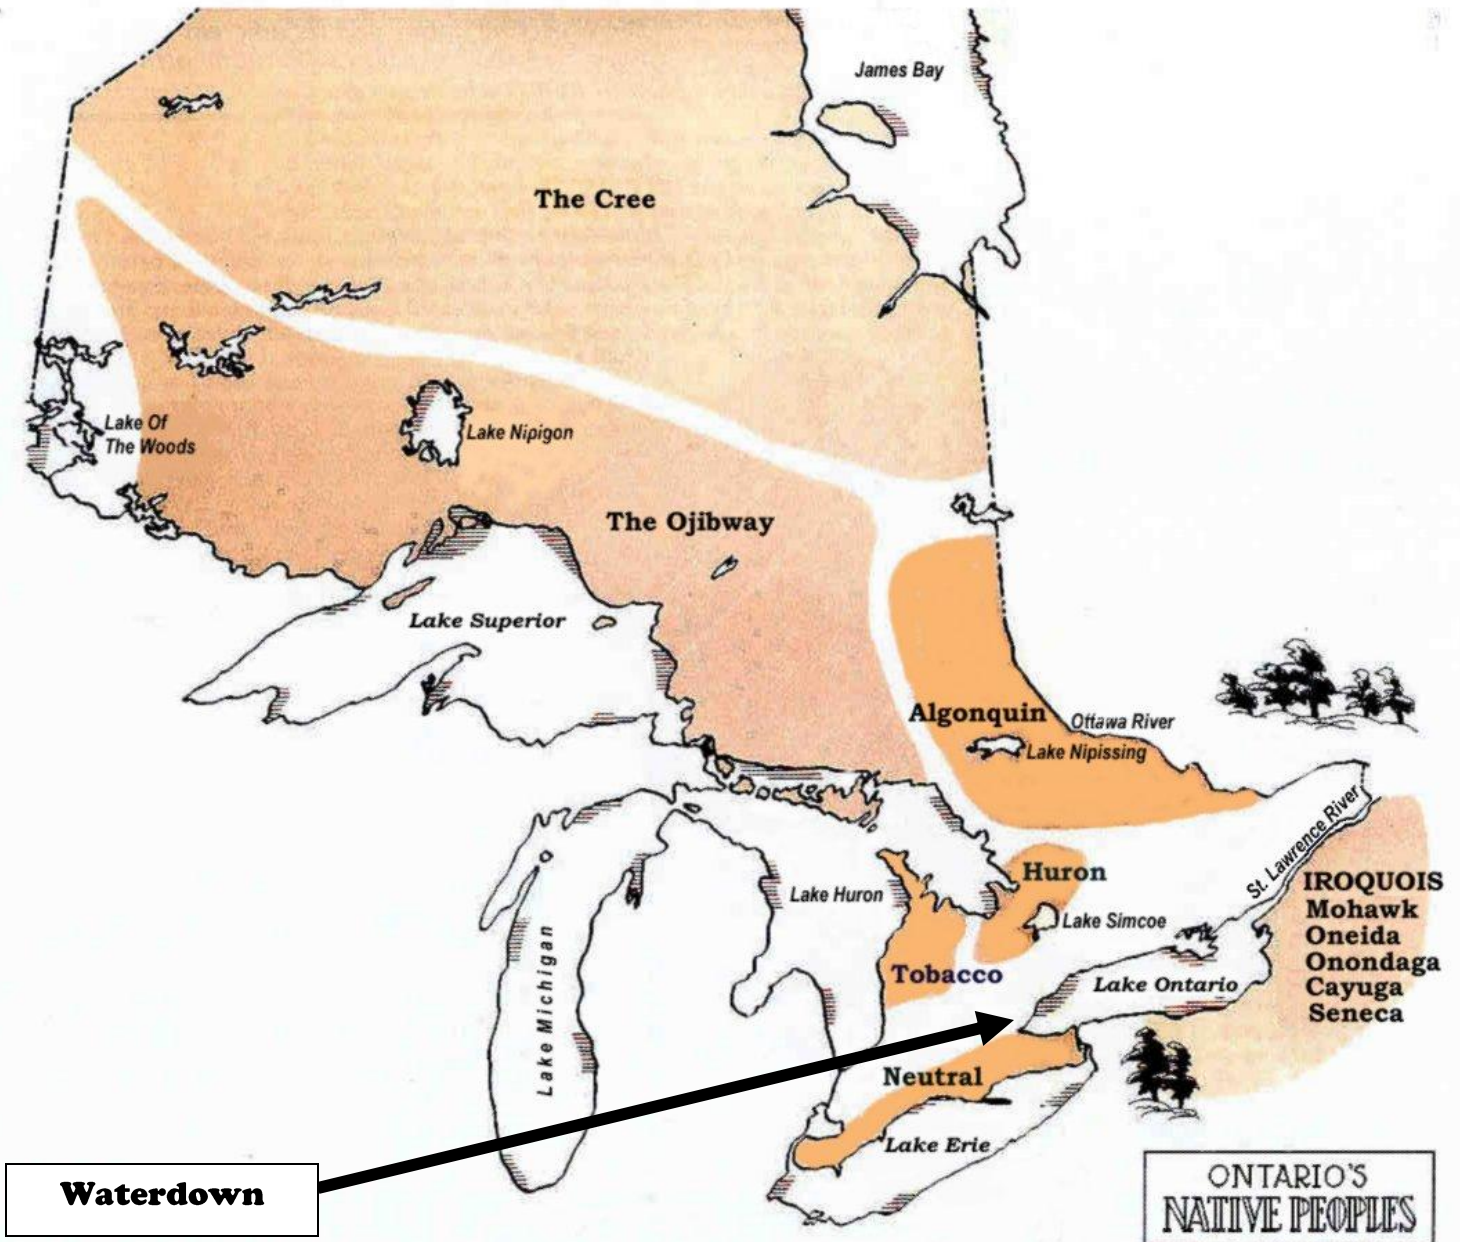 James Bay
The Cree
Lake Of
The Woods
Lake Nipigon
The Ojibway
Lake Superior
Algonquin
Ottawa River
Lake Nipissing
St. Lawrence River
Huron
IROQUOIS
Mohawk
Oneida
Onondaga
Cayuga
Seneca
Lake Huron
Lake Simcoe
Lake Michigan
Tobacco
Lake Ontario
Neutral
Lake Erie
Waterdown
ONTARIO'S
NATIVE PEOPLES